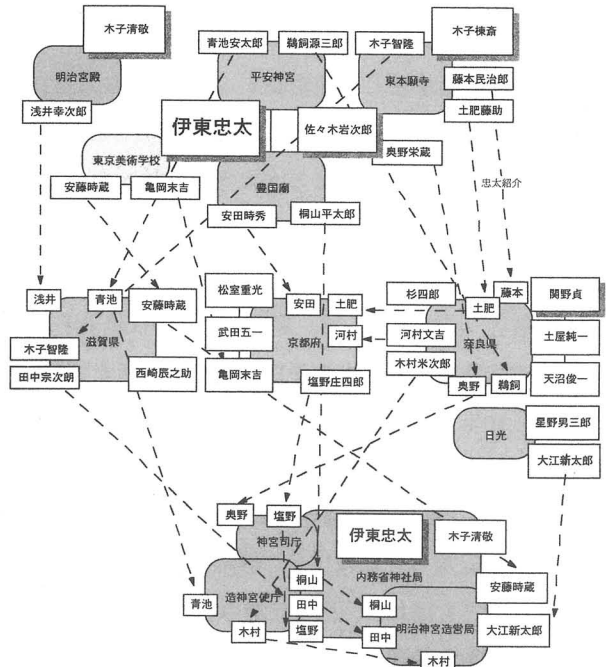 木子清敬
明治宮殿
浅井幸次郎
青池安太郎
鵜飼源三郎
平安神宮
木子智隆
木子棟斎
東本願寺
藤本民治郎
土肥藤助
伊東忠太
佐々木岩次郎
奥野栄蔵
東京美術学校
安藤時蔵
亀岡末吉
豊国廟
安田時秀
桐山平太郎
忠太紹介
浅井
青池
安藤時蔵
滋賀県
木子智隆
田中宗次朗
西崎辰之助
松室重光
武田五一
亀岡末吉
安田
土肥
京都府
河村
塩野庄四郎
杉四郎
河村文吉
木村米次郎
土肥
藤本
奈良県
奥野
鵜飼
関野貞
土屋純一
天沼俊一
日光
星野男三郎
大江新太郎
奥野
塩野
神宮司庁
伊東忠太
内務省神社局
木子清敬
安藤時蔵
造神宮使庁
青池
木村
桐山
田中
塩野
桐山
田中
明治神宮造営局
木村
大江新太郎